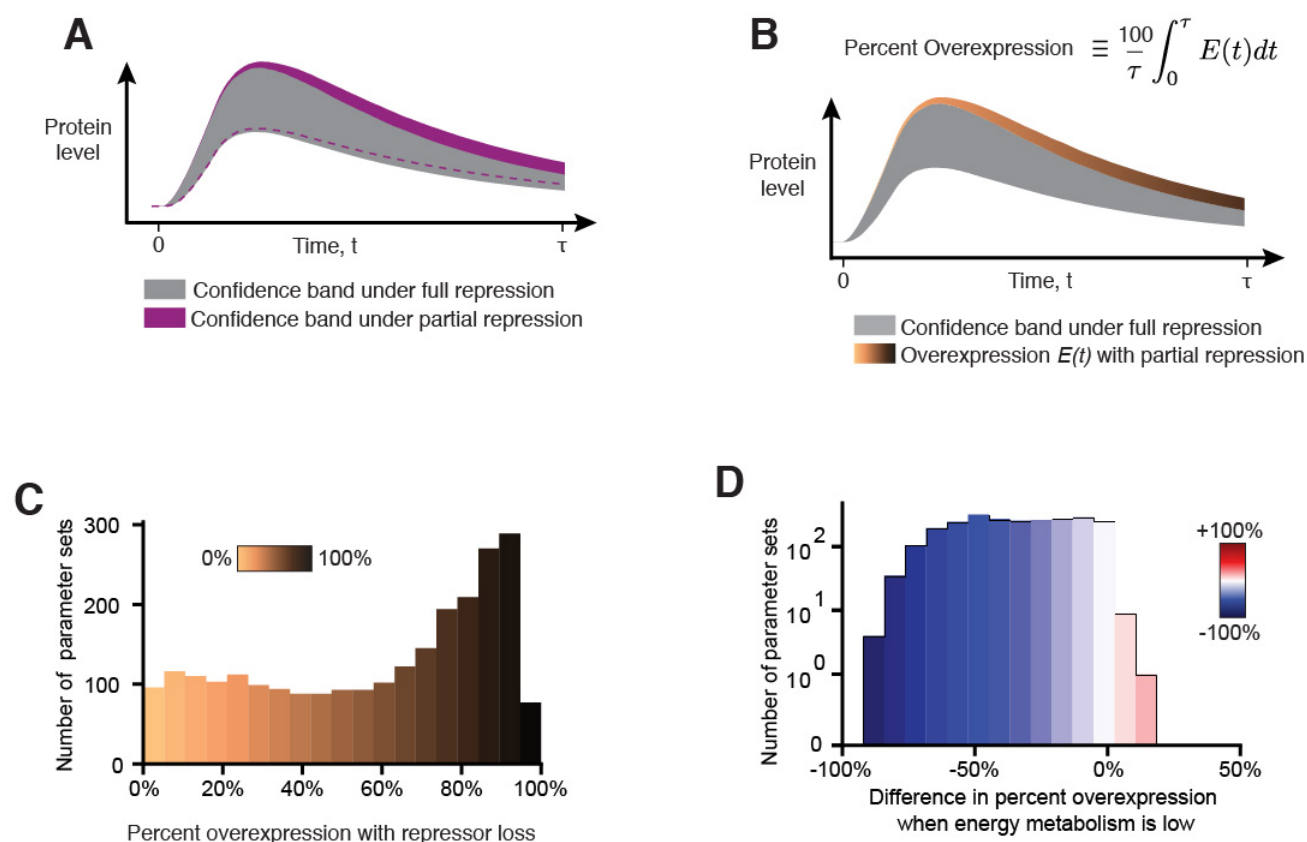 A
Protein
level
0
Time, t
τ
Confidence band under full repression
Confidence band under partial repression
B
Percent Overexpression ≡ 100/τ ∫₀^τ E(t)dt
Protein
level
0
Time, t
τ
Confidence band under full repression
Overexpression E(t) with partial repression
C
Number of parameter sets
300
200
100
0
0% 100%
0% 20% 40% 60% 80% 100%
Percent overexpression with repressor loss
D
Number of parameter sets
10²
10¹
10⁰
0
+100%
-100%
-100% -50% 0% 50%
Difference in percent overexpression
when energy metabolism is low